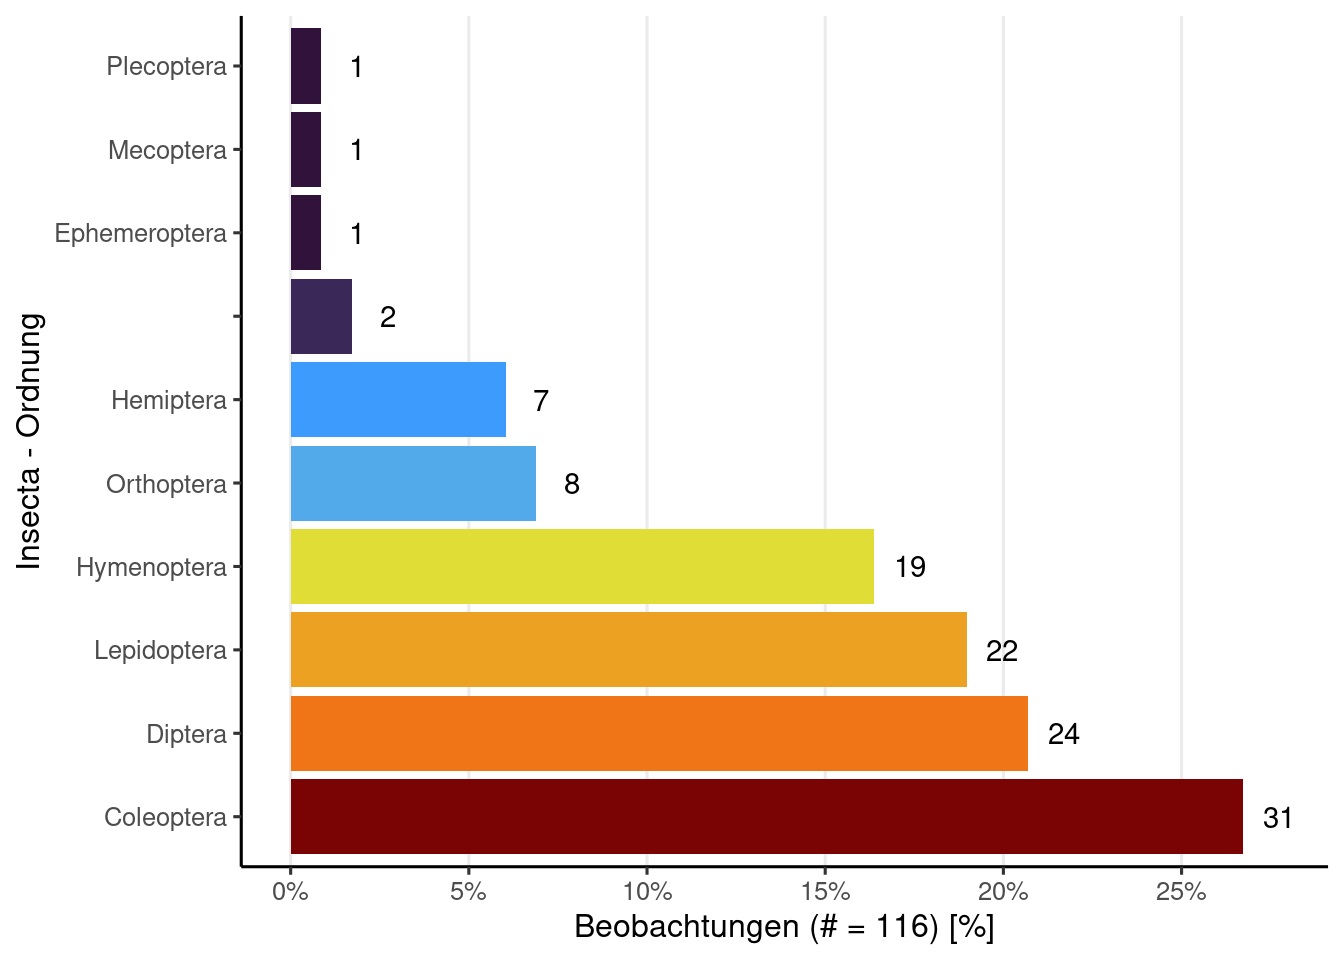 Plecoptera 1
Mecoptera 1
Ephemeroptera 1
2
Hemiptera 7
Orthoptera 8
Hymenoptera 19
Lepidoptera 22
Diptera 24
Coleoptera 31
Insecta - Ordnung
0% 5% 10% 15% 20% 25%
Beobachtungen (# = 116) [%]